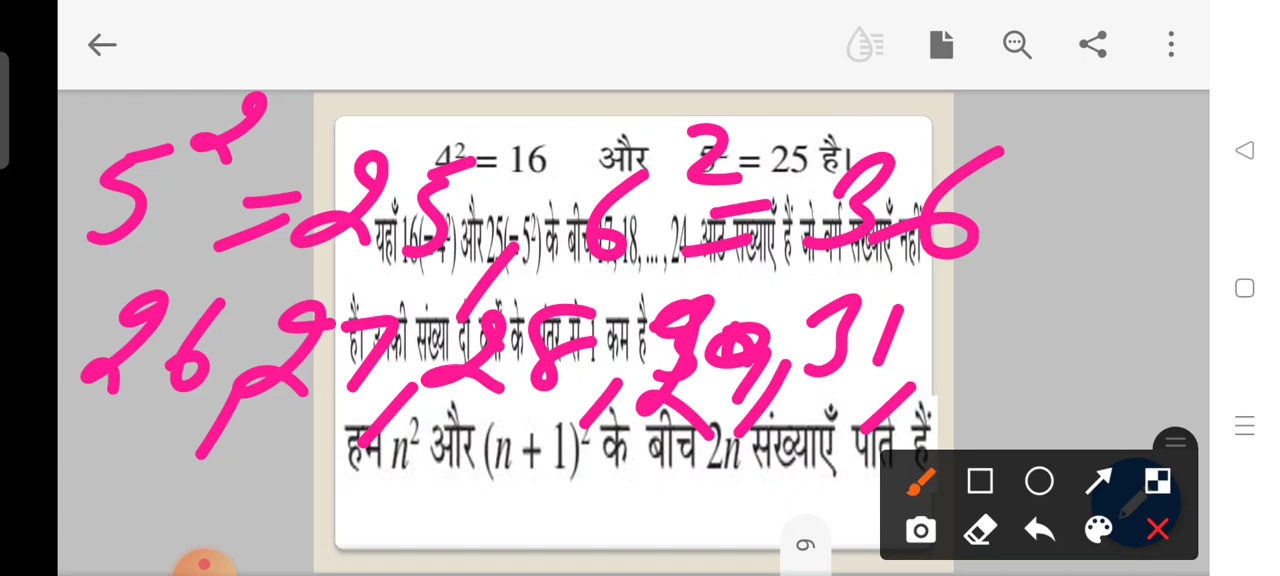 4² = 16 और 5² = 25 है।
5² = 25 6² = 36
यहाँ 16(=4²) और 25(=5²) के बीच 17, 18, ..., 24 आठ संख्याएँ हैं जो वर्ग संख्याएँ नहीं
हैं। इनकी संख्या दो वर्गों के अंतर से 1 कम है
26, 27, 28, 31,
हम n² और (n + 1)² के बीच 2n संख्याएँ पाते हैं
6